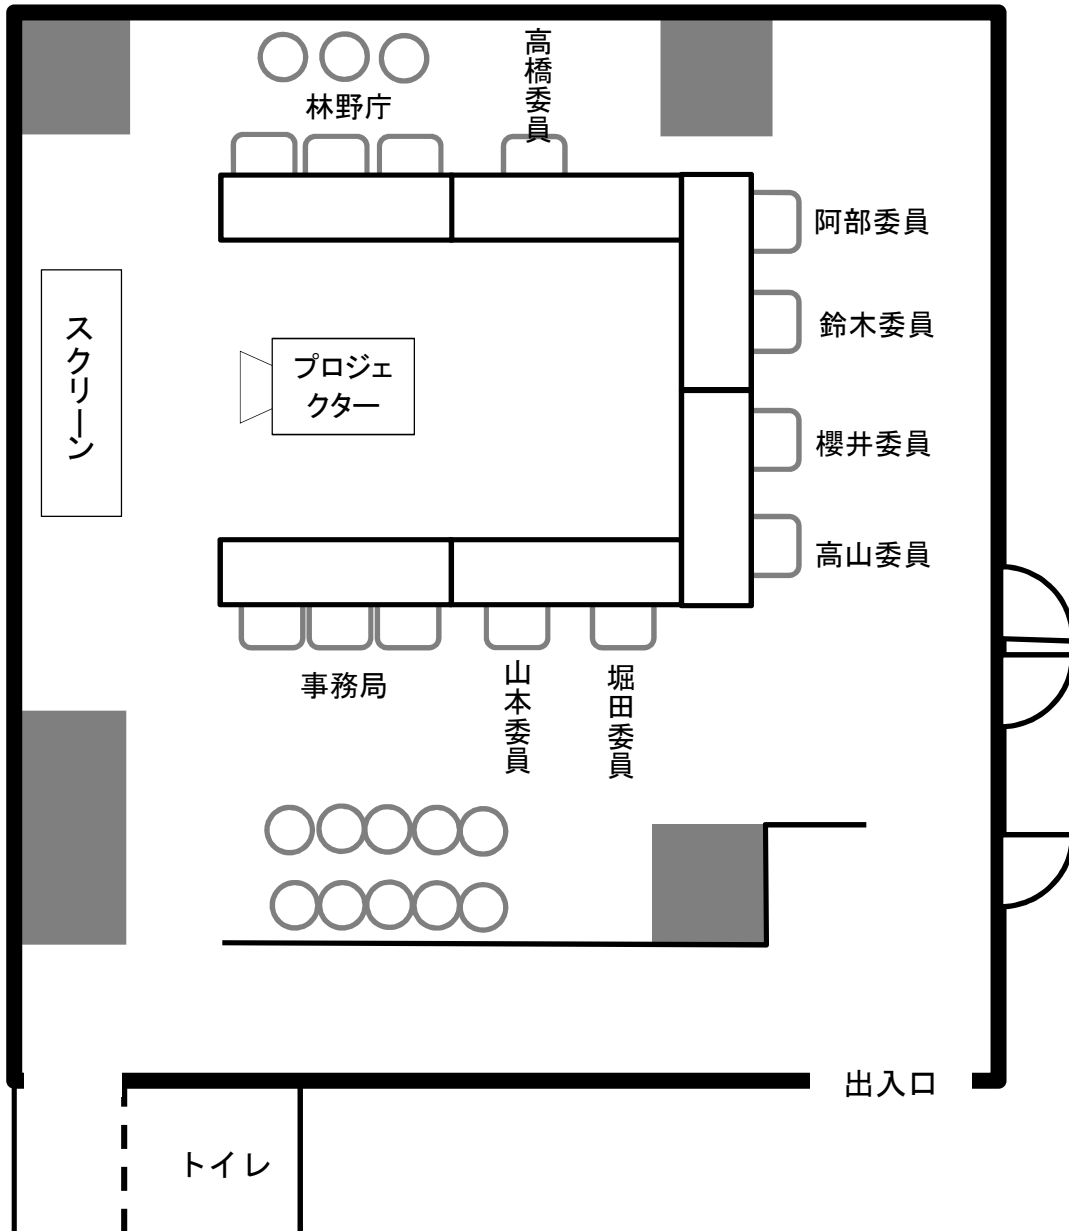 高橋委員
林野庁
阿部委員
鈴木委員
スクリーン
プロジェ
クター
櫻井委員
高山委員
事務局
山本委員
堀田委員
出入口
トイレ